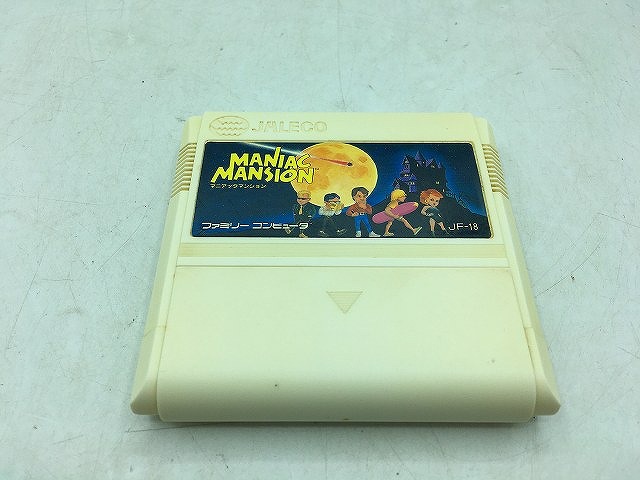 JALECO
MANIAC
MANSION™
マニアックマンション
ファミリー コンピュータ
JF-18